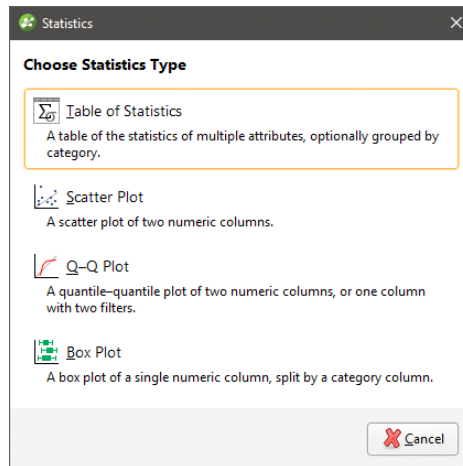 Statistics
Choose Statistics Type
Table of Statistics
A table of the statistics of multiple attributes, optionally grouped by
category.
Scatter Plot
A scatter plot of two numeric columns.
Q–Q Plot
A quantile–quantile plot of two numeric columns, or one column
with two filters.
Box Plot
A box plot of a single numeric column, split by a category column.
Cancel